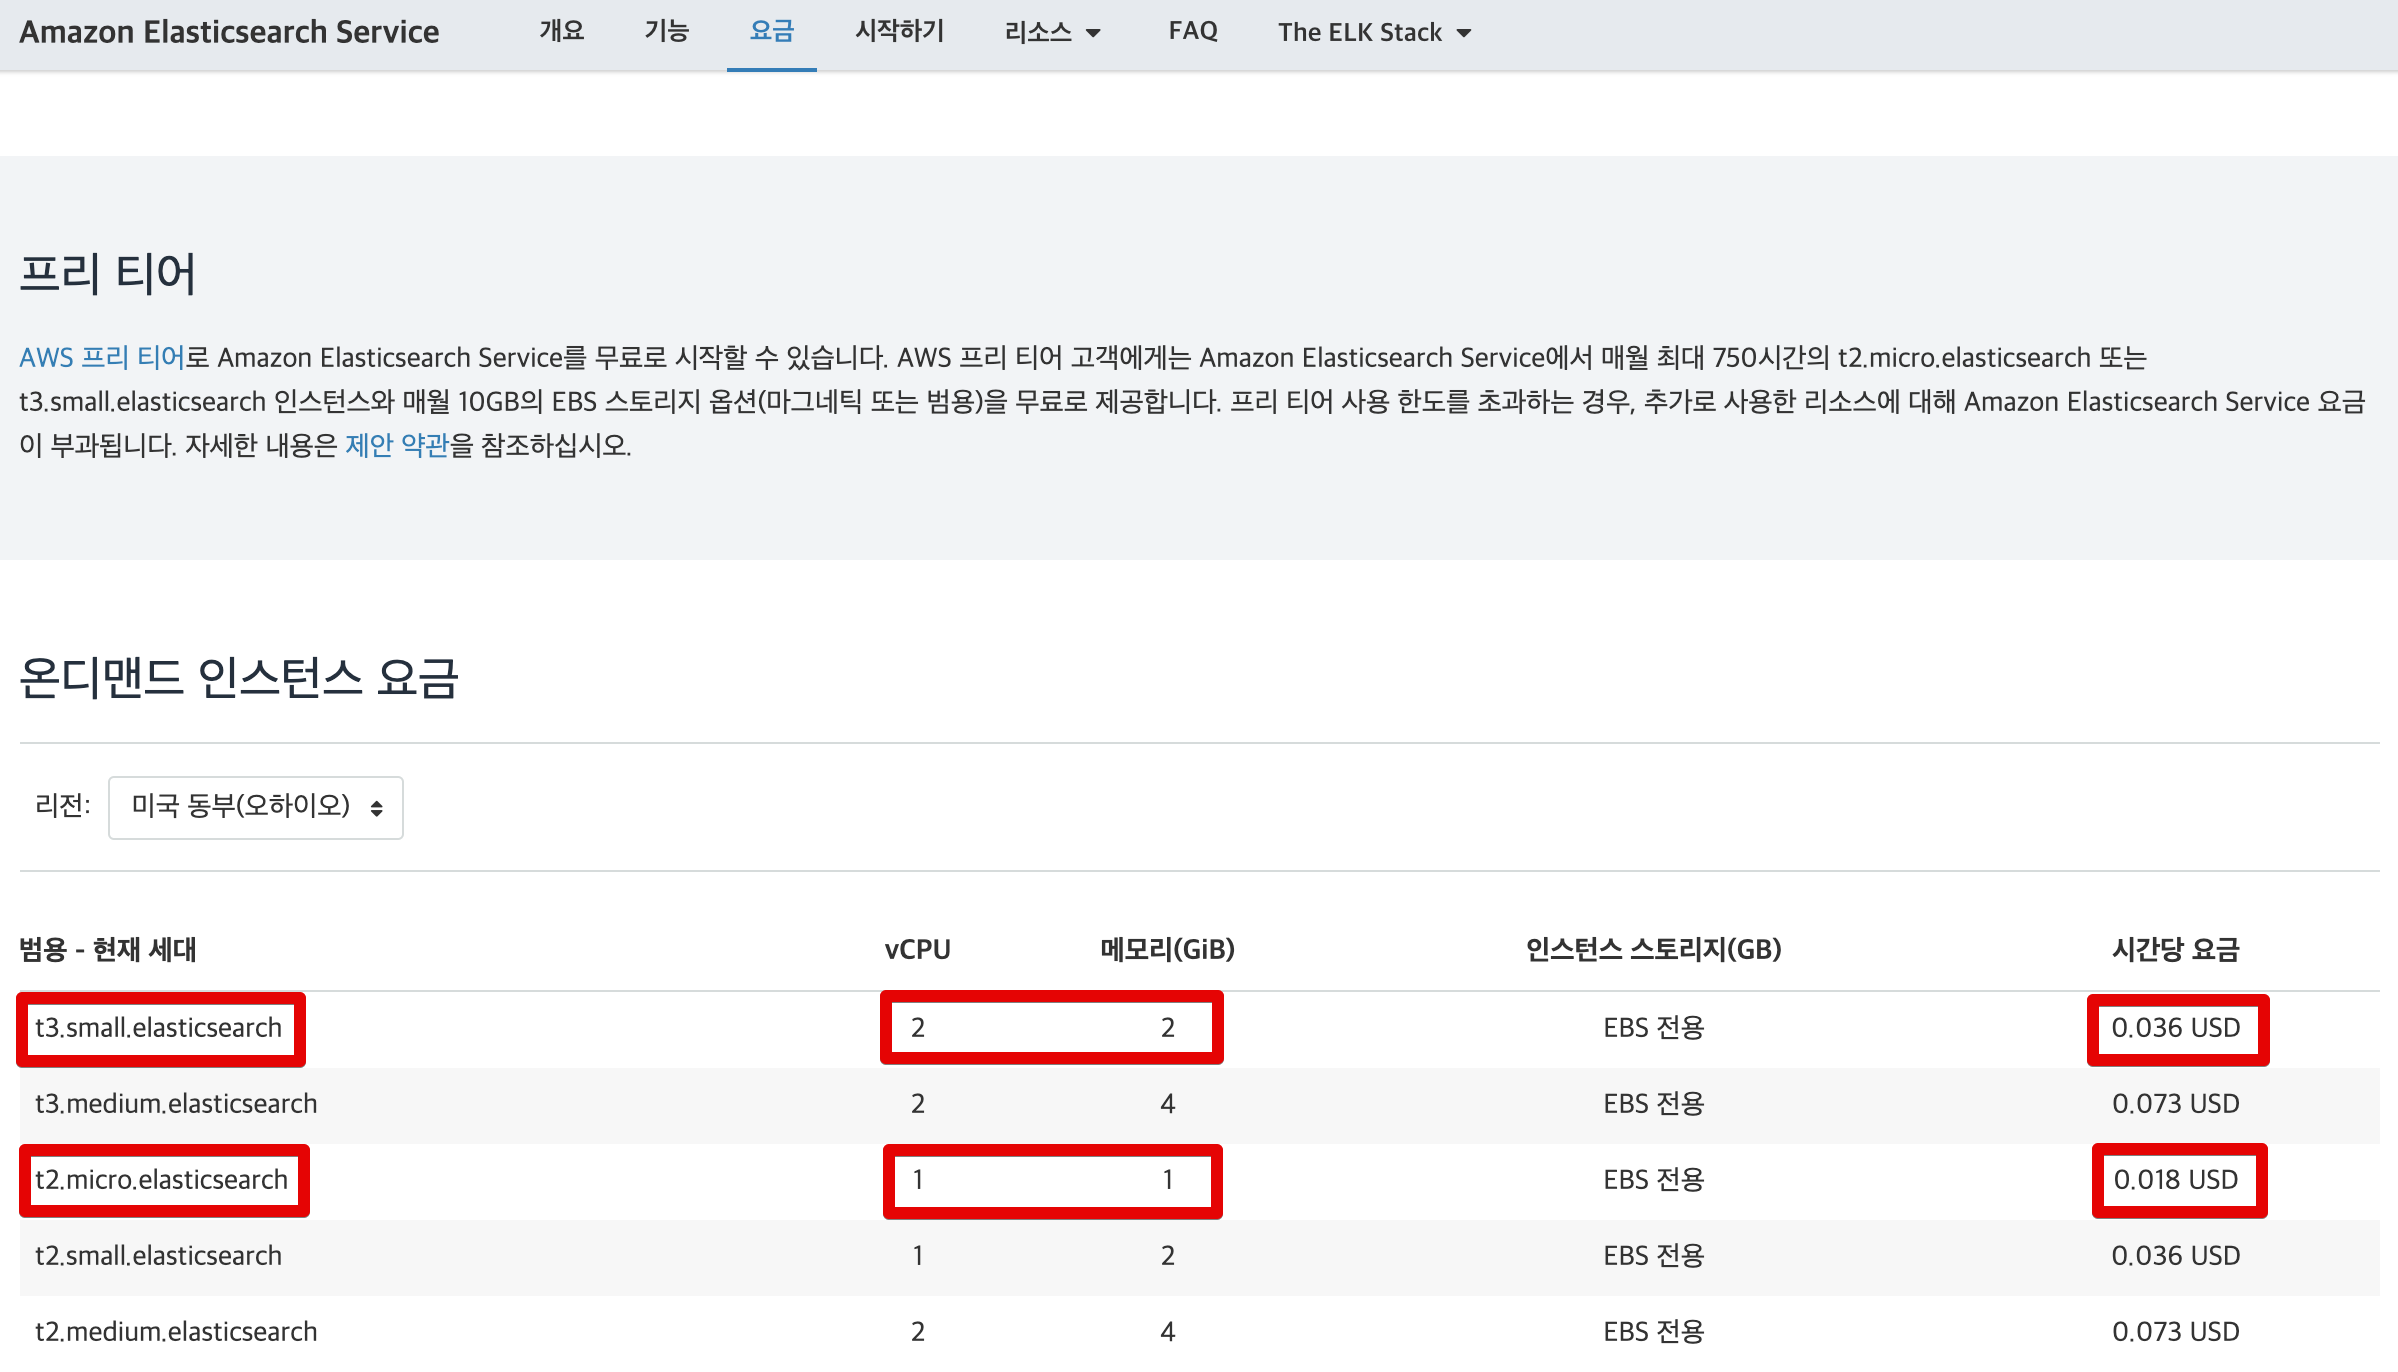 Amazon Elasticsearch Service 개요 기능 요금 시작하기 리소스 FAQ The ELK Stack
프리 티어
AWS 프리 티어로 Amazon Elasticsearch Service를 무료로 시작할 수 있습니다. AWS 프리 티어 고객에게는 Amazon Elasticsearch Service에서 매월 최대 750시간의 t2.micro.elasticsearch 또는
t3.small.elasticsearch 인스턴스와 매월 10GB의 EBS 스토리지 옵션(마그네틱 또는 범용)을 무료로 제공합니다. 프리 티어 사용 한도를 초과하는 경우, 추가로 사용한 리소스에 대해 Amazon Elasticsearch Service 요금
이 부과됩니다. 자세한 내용은 제안 약관을 참조하십시오.
온디맨드 인스턴스 요금
리전: 미국 동부(오하이오)
범용 - 현재 세대 vCPU 메모리(GiB) 인스턴스 스토리지(GB) 시간당 요금
t3.small.elasticsearch 2 2 EBS 전용 0.036 USD
t3.medium.elasticsearch 2 4 EBS 전용 0.073 USD
t2.micro.elasticsearch 1 1 EBS 전용 0.018 USD
t2.small.elasticsearch 1 2 EBS 전용 0.036 USD
t2.medium.elasticsearch 2 4 EBS 전용 0.073 USD